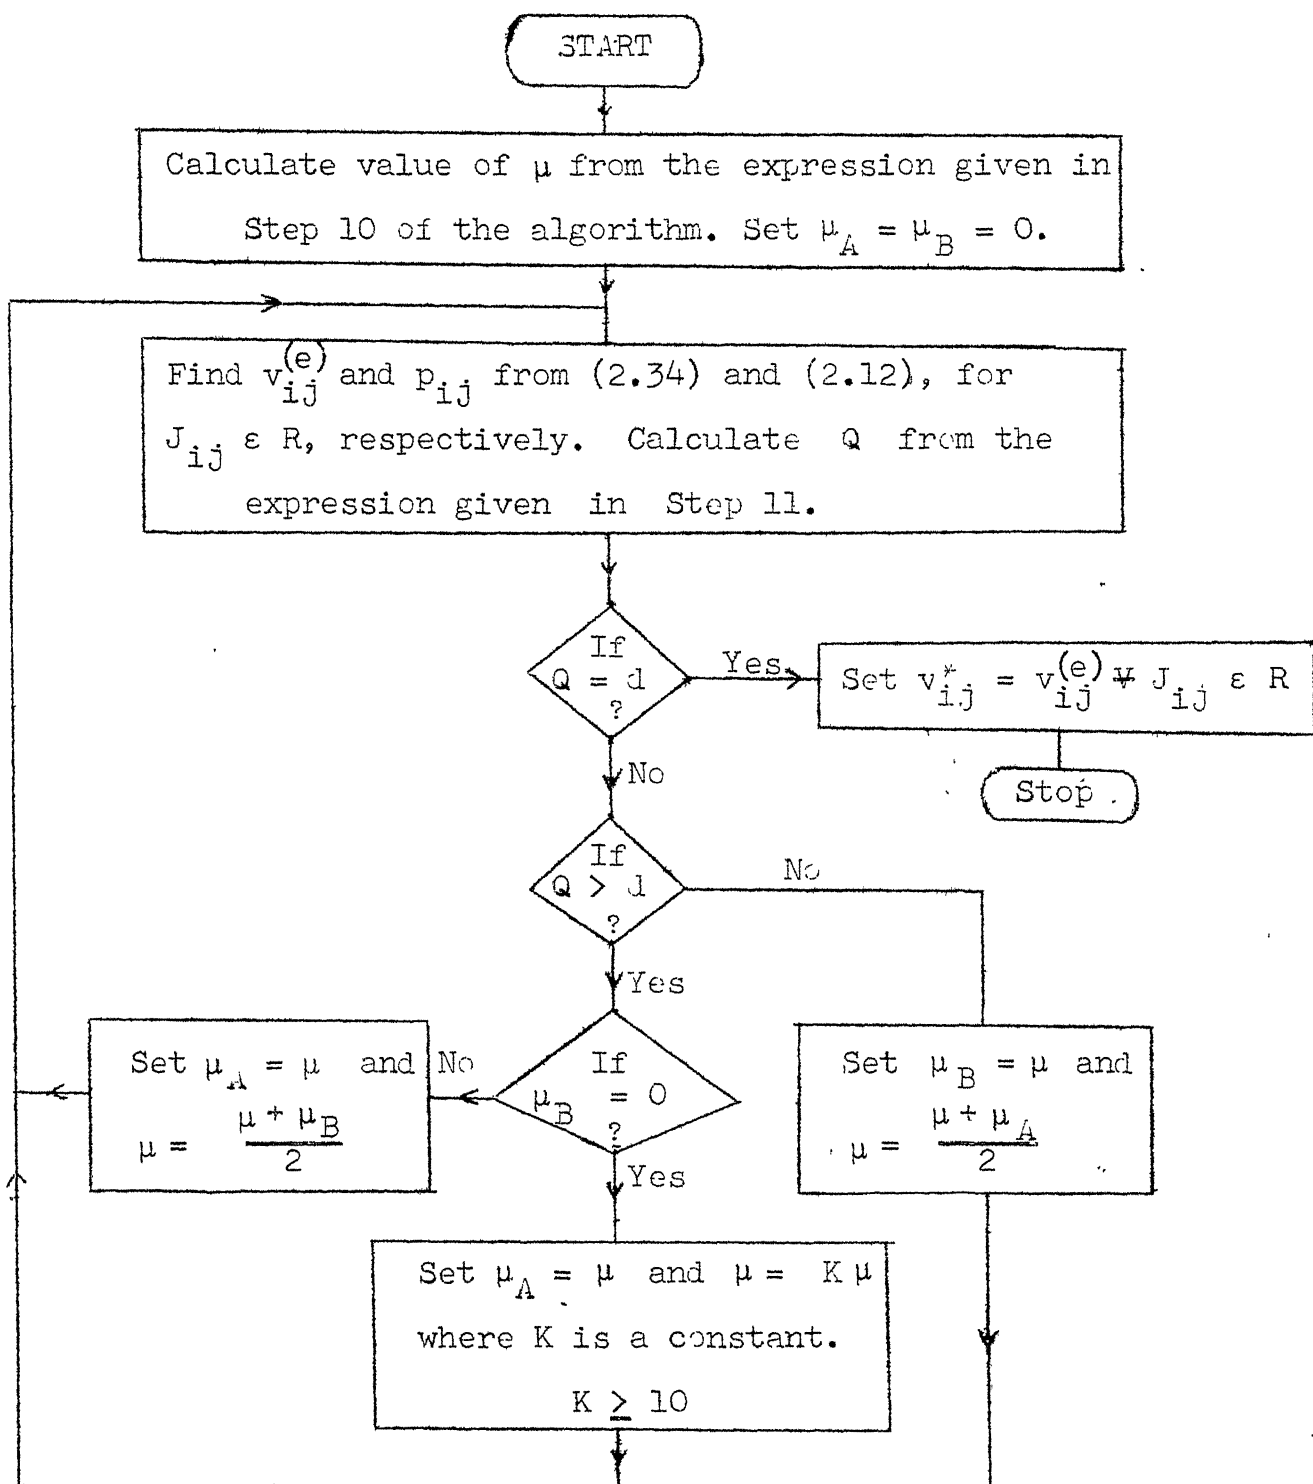 START
Calculate value of μ from the expression given in
Step 10 of the algorithm. Set μ_A = μ_B = 0.
Find v_ij^(e) and p_ij from (2.34) and (2.12), for
J_ij ε R, respectively. Calculate Q from the
expression given in Step 11.
If
Q = d
?
Yes
Set v*_ij = v_ij^(e) ∀ J_ij ε R
Stop
No
If
Q > d
?
No
Yes
Set μ_A = μ and
μ = (μ + μ_B)/2
No
If
μ_B = 0
?
Set μ_B = μ and
μ = (μ + μ_A)/2
Yes
Set μ_A = μ and μ = K μ
where K is a constant.
K ≥ 10